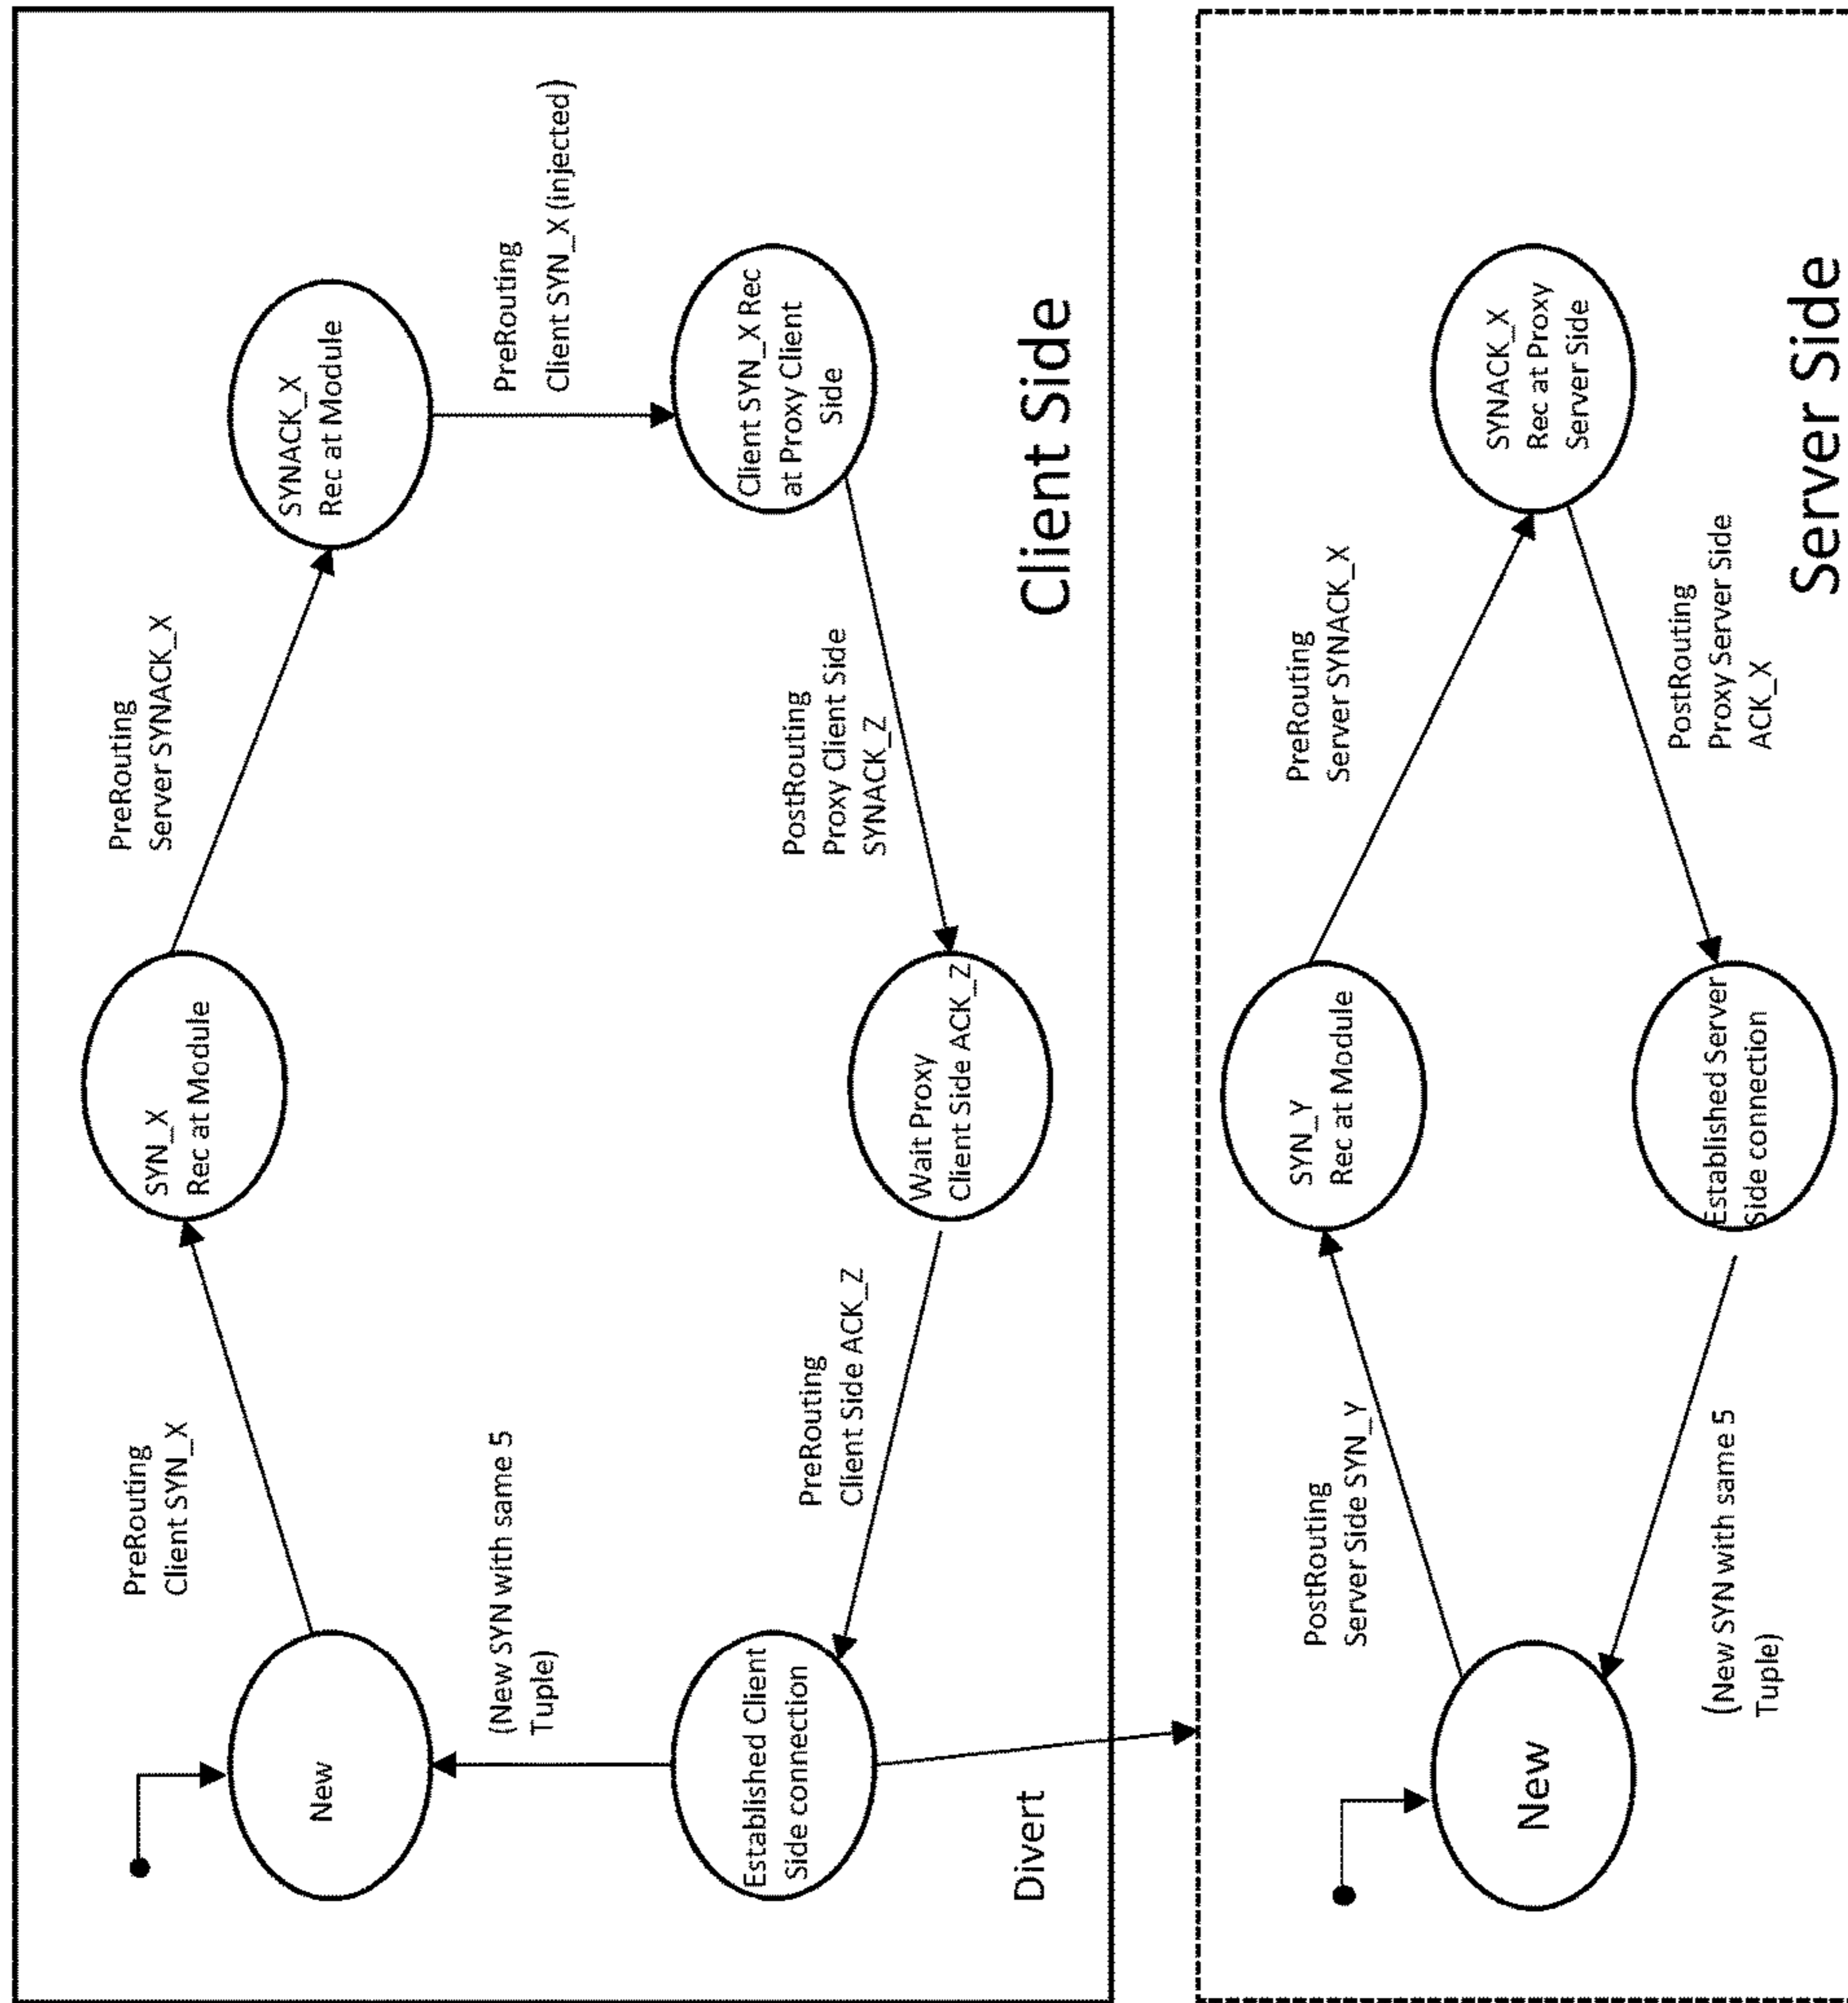 New
PreRouting
Client SYN_X
SYN_X
Rec at Module
PreRouting
Server SYNACK_X
SYNACK_X
Rec at Module
PreRouting
Client SYN_X (injected)
Client SYN_X Rec
at Proxy Client
Side
PostRouting
Proxy Client Side
SYNACK_Z
Wait Proxy
Client Side ACK_Z
PreRouting
Client Side ACK_Z
Established Client
Side connection
(New SYN with same 5
Tuple)
Divert
Client Side
New
PostRouting
Server Side SYN_Y
SYN_Y
Rec at Module
PreRouting
Server SYNACK_X
SYNACK_X
Rec at Proxy
Server Side
PostRouting
Proxy Server Side
ACK_X
Established Server
Side connection
(New SYN with same 5
Tuple)
Server Side